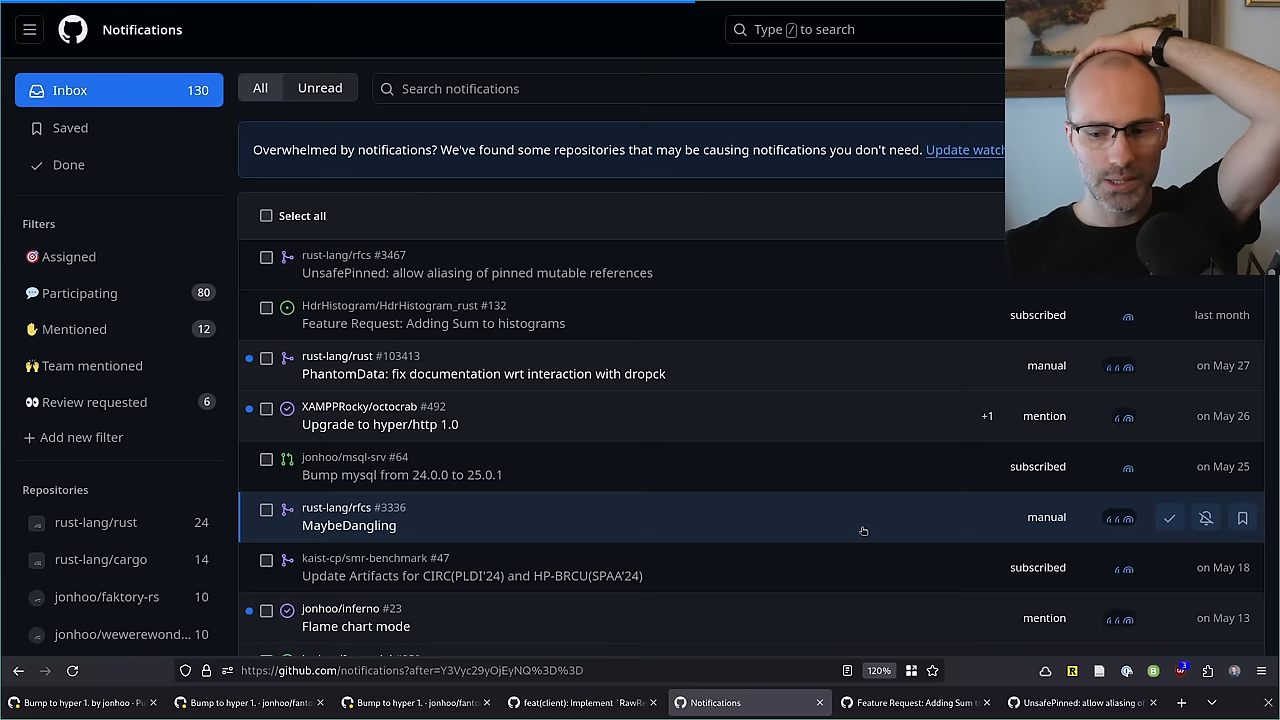 Notifications
Type / to search
Inbox 130
All Unread
Search notifications
Saved
Done
Overwhelmed by notifications? We've found some repositories that may be causing notifications you don't need. Update watch
Select all
Filters
Assigned
Participating 80
Mentioned 12
Team mentioned
Review requested 6
Add new filter
Repositories
rust-lang/rust 24
rust-lang/cargo 14
jonhoo/faktory-rs 10
jonhoo/wewerewond... 10
rust-lang/rfcs #3467
UnsafePinned: allow aliasing of pinned mutable references
HdrHistogram/HdrHistogram_rust #132
Feature Request: Adding Sum to histograms
subscribed last month
rust-lang/rust #103413
PhantomData: fix documentation wrt interaction with dropck
manual on May 27
XAMPPRocky/octocrab #492
Upgrade to hyper/http 1.0
+1 mention on May 26
jonhoo/msql-srv #64
Bump mysql from 24.0.0 to 25.0.1
subscribed on May 25
rust-lang/rfcs #3336
MaybeDangling
manual
kaist-cp/smr-benchmark #47
Update Artifacts for CIRC(PLDI'24) and HP-BRCU(SPAA'24)
subscribed on May 18
jonhoo/inferno #23
Flame chart mode
mention on May 13
https://github.com/notifications?after=Y3Vyc29yOjEyNQ%3D%3D
120%
3
Bump to hyper 1. by jonhoo · Pu
Bump to hyper 1. · jonhoo/fanto
Bump to hyper 1. · jonhoo/fanto
feat(client): Implement `RawRe
Notifications
Feature Request: Adding Sum t
UnsafePinned: allow aliasing of